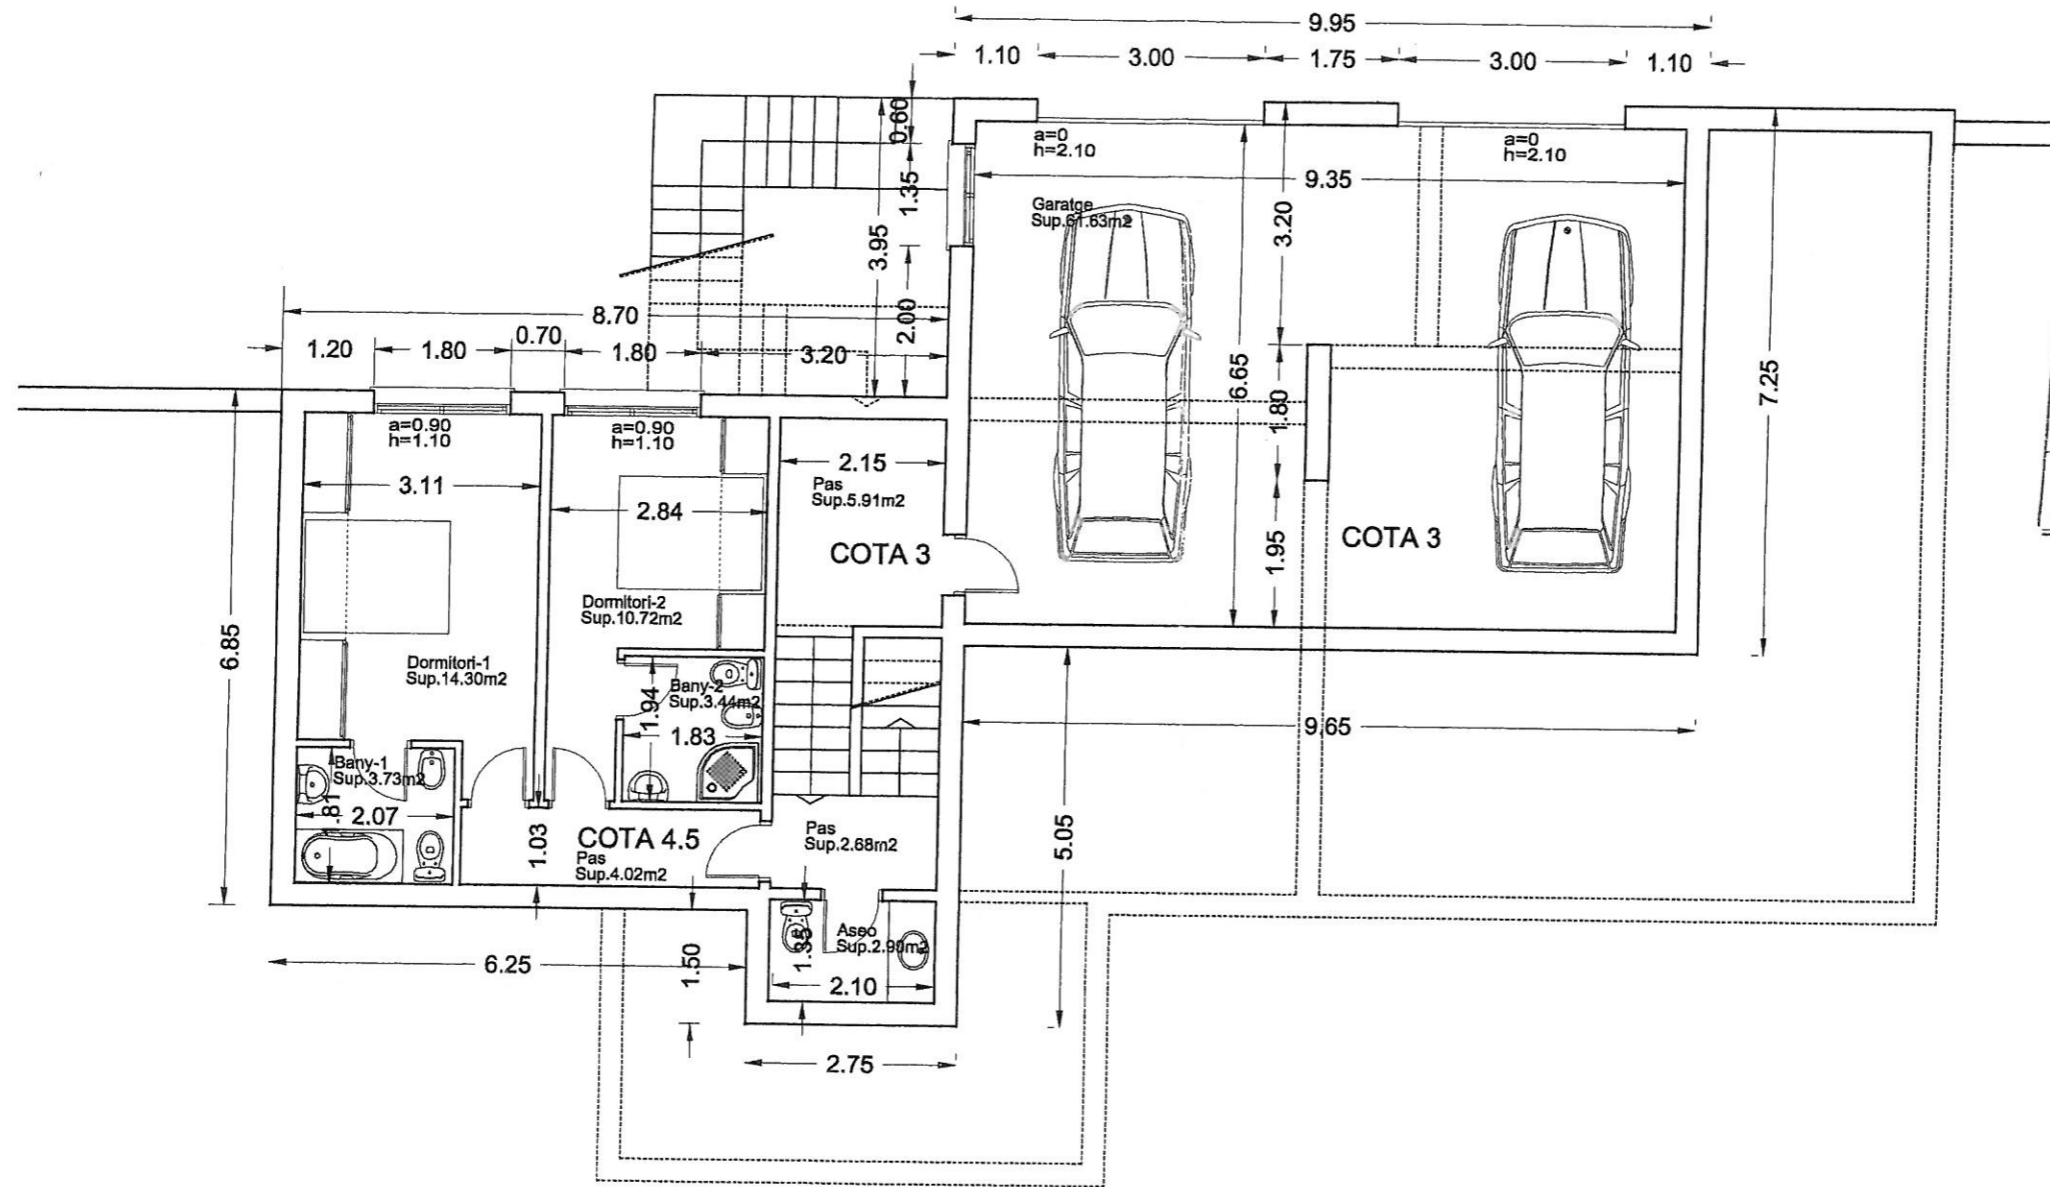 9.95
1.10 3.00 1.75 3.00 1.10
0.60
a=0
h=2.10
a=0
h=2.10
1.35
9.35
Garatge
Sup.61.63m2
3.95
3.20
2.00
8.70
1.20 1.80 0.70 1.80 3.20
6.65
7.25
1.80
a=0.90
h=1.10
a=0.90
h=1.10
2.15
3.11
Pas
Sup.5.91m2
2.84
COTA 3
COTA 3
1.95
Dormitori-2
Sup.10.72m2
6.85
Dormitori-1
Sup.14.30m2
Bany-2
Sup.3.44m2
1.94
1.83
9.65
Bany-1
Sup.3.73m2
2.07
1.03
COTA 4.5
Pas
Sup.4.02m2
Pas
Sup.2.68m2
5.05
Aseo
Sup.2.90m2
1.35
6.25
1.50
2.10
2.75